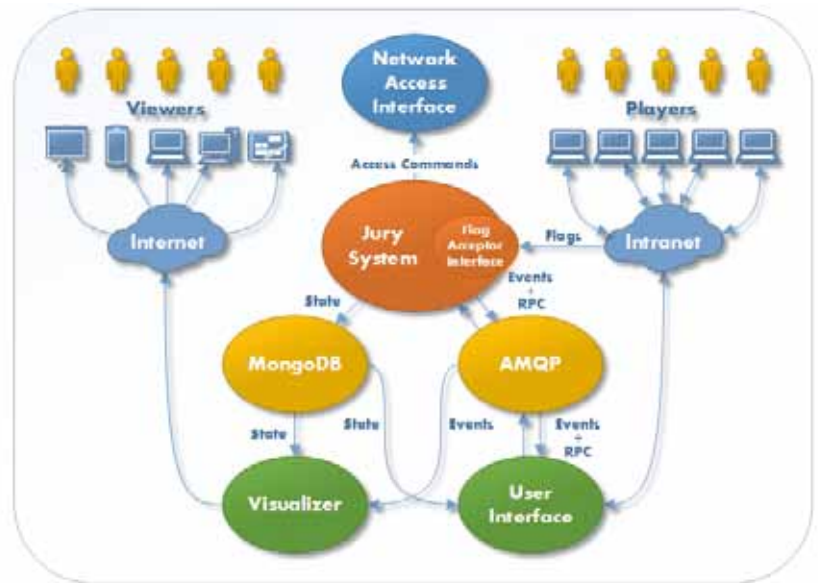 Network
Access
Interface
Viewers
Players
Access Commands
Internet
Jury
System
Flag
Acceptor
Interface
Flags
Intranet
Events
+
RPC
State
MongoDB
AMQP
State
State
Events
Events
+
RPC
Visualizer
User
Interface